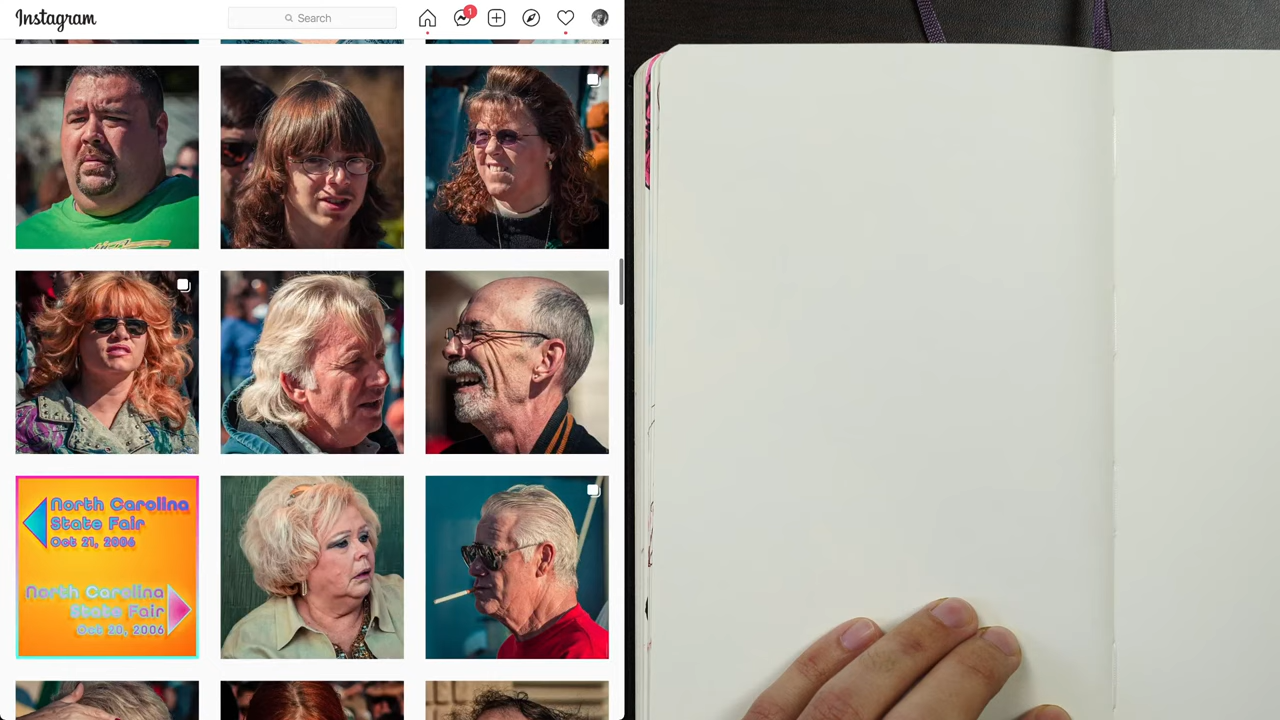 Instagram
Search
1
North Carolina
State Fair
Oct 21, 2006
North Carolina
State Fair
Oct 20, 2006